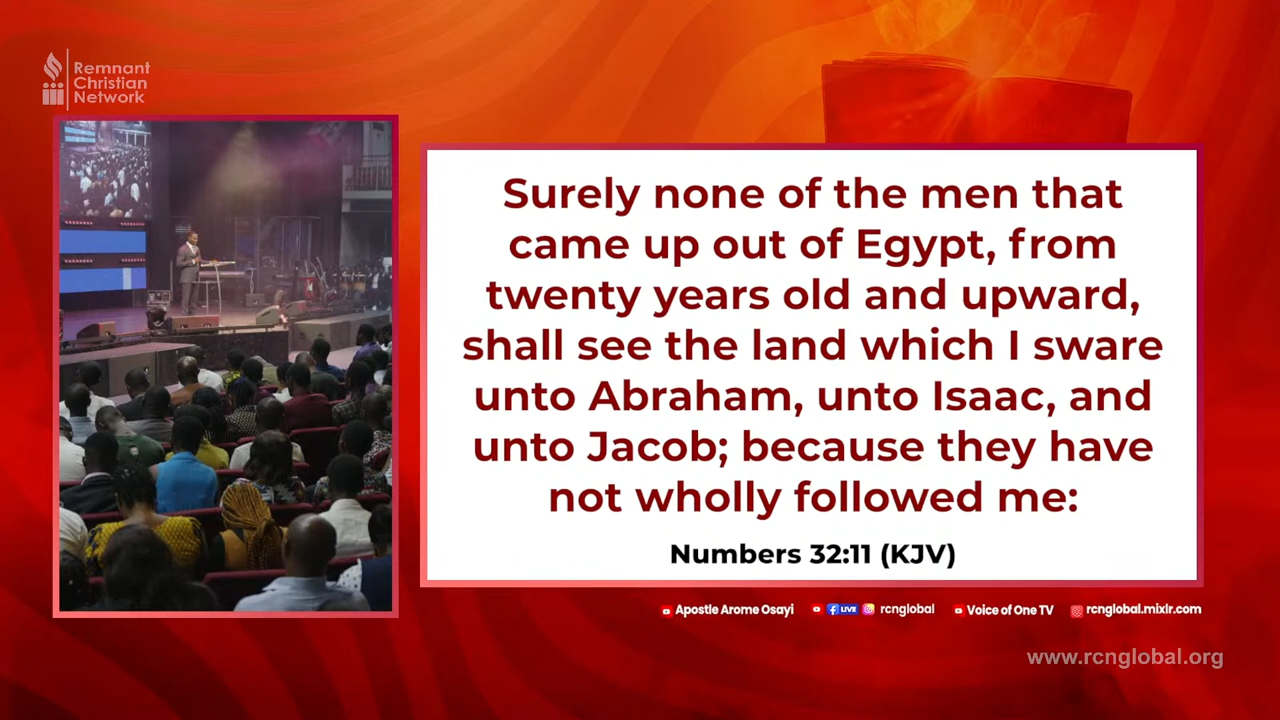 Remnant
Christian
Network
Surely none of the men that
came up out of Egypt, from
twenty years old and upward,
shall see the land which I sware
unto Abraham, unto Isaac, and
unto Jacob; because they have
not wholly followed me:
Numbers 32:11 (KJV)
Apostle Arome Osayi LIVE rcnglobal Voice of One TV rcnglobal.mixlr.com
www.rcnglobal.org